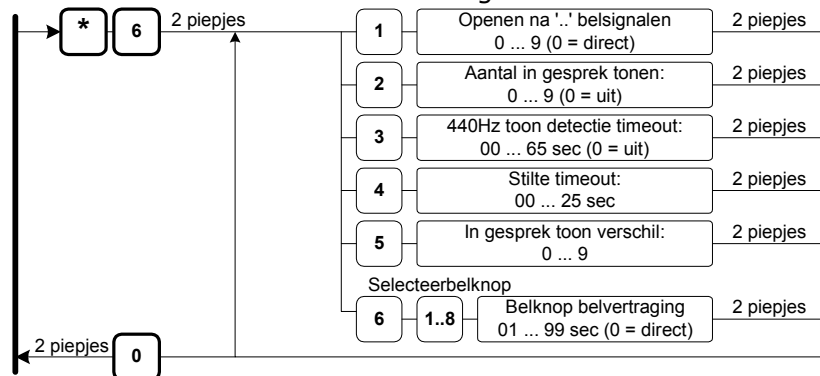 * 6 2 piepjes
1 Openen na '..' belsignalen 2 piepjes
0 ... 9 (0 = direct)
2 Aantal in gesprek tonen: 2 piepjes
0 ... 9 (0 = uit)
3 440Hz toon detectie timeout: 2 piepjes
00 ... 65 sec (0 = uit)
4 Stilte timeout: 2 piepjes
00 ... 25 sec
5 In gesprek toon verschil: 2 piepjes
0 ... 9
Selecteerbelknop
6 1..8 Belknop belvertraging 2 piepjes
01 ... 99 sec (0 = direct)
2 piepjes 0